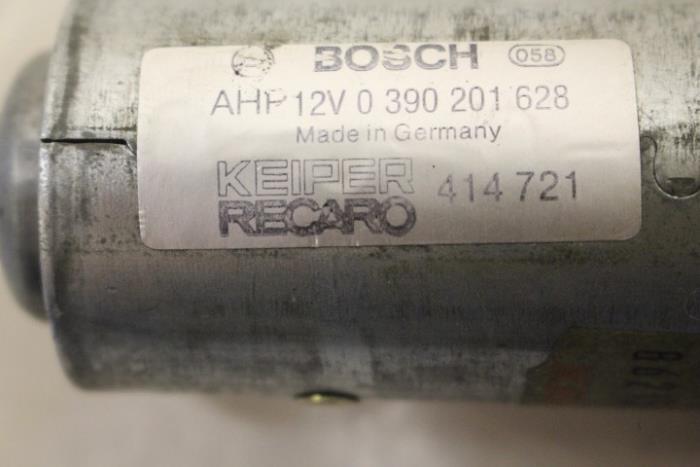 BOSCH 058
AHP 12V 0 390 201 628
Made in Germany
KEIPER
RECARO 414 721